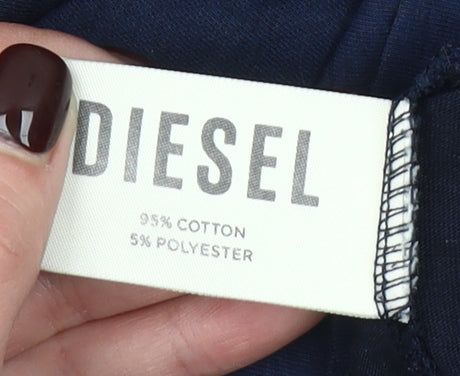 DIESEL
95% COTTON
5% POLYESTER